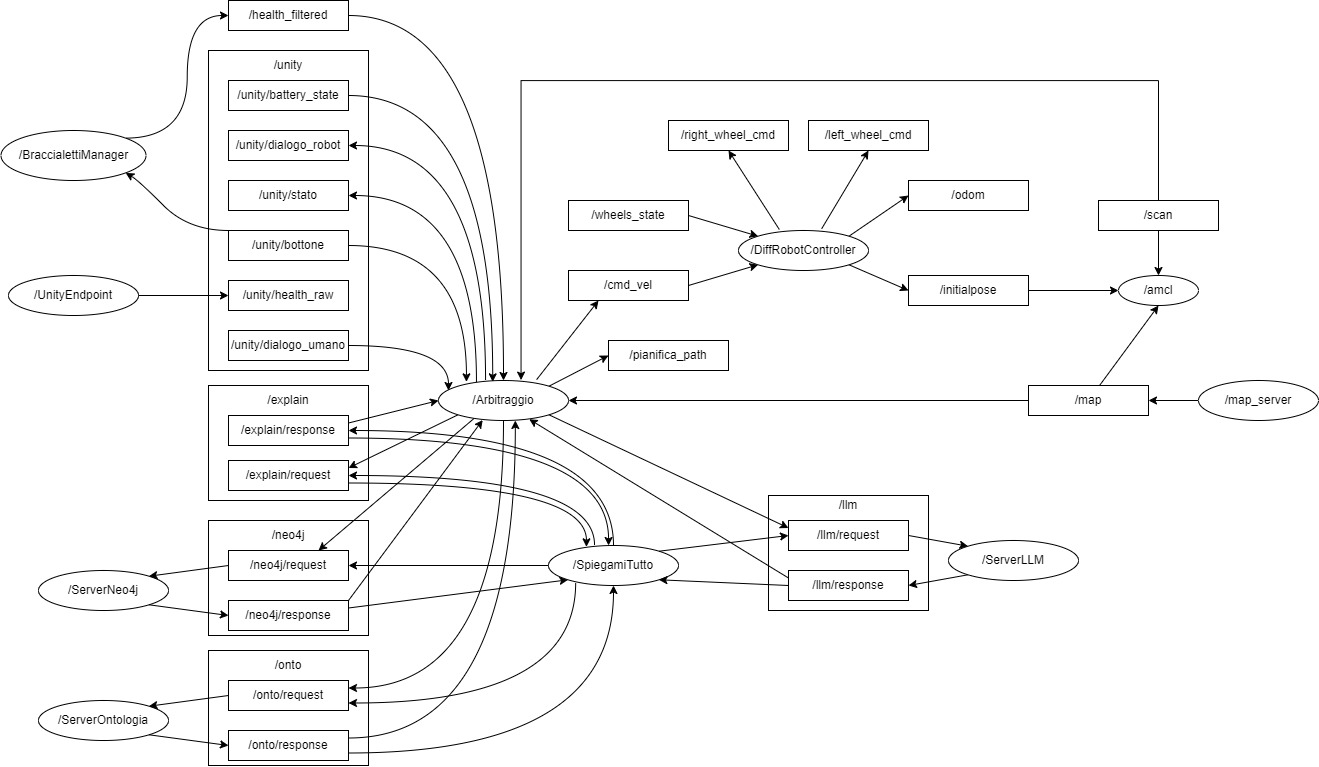 /health_filtered
/unity
/unity/battery_state
/unity/dialogo_robot
/unity/stato
/unity/bottone
/unity/health_raw
/unity/dialogo_umano
/BraccialettiManager
/UnityEndpoint
/right_wheel_cmd
/left_wheel_cmd
/wheels_state
/DiffRobotController
/odom
/scan
/cmd_vel
/initialpose
/amcl
/pianifica_path
/Arbitraggio
/map
/map_server
/explain
/explain/response
/explain/request
/neo4j
/neo4j/request
/neo4j/response
/ServerNeo4j
/SpiegamiTutto
/llm
/llm/request
/llm/response
/ServerLLM
/onto
/onto/request
/onto/response
/ServerOntologia